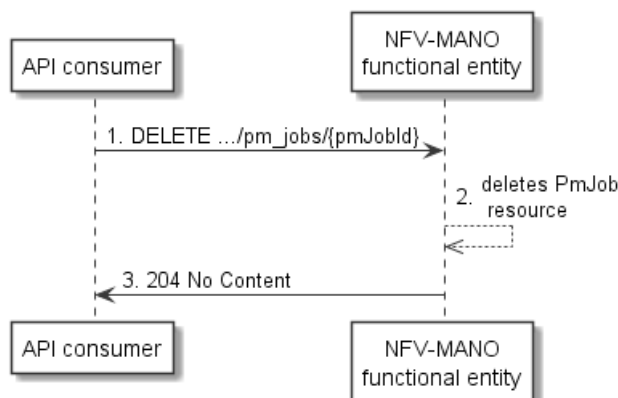 API consumer
NFV-MANO
functional entity
1. DELETE .../pm_jobs/{pmJobId}
2. deletes PmJob
resource
3. 204 No Content
API consumer
NFV-MANO
functional entity